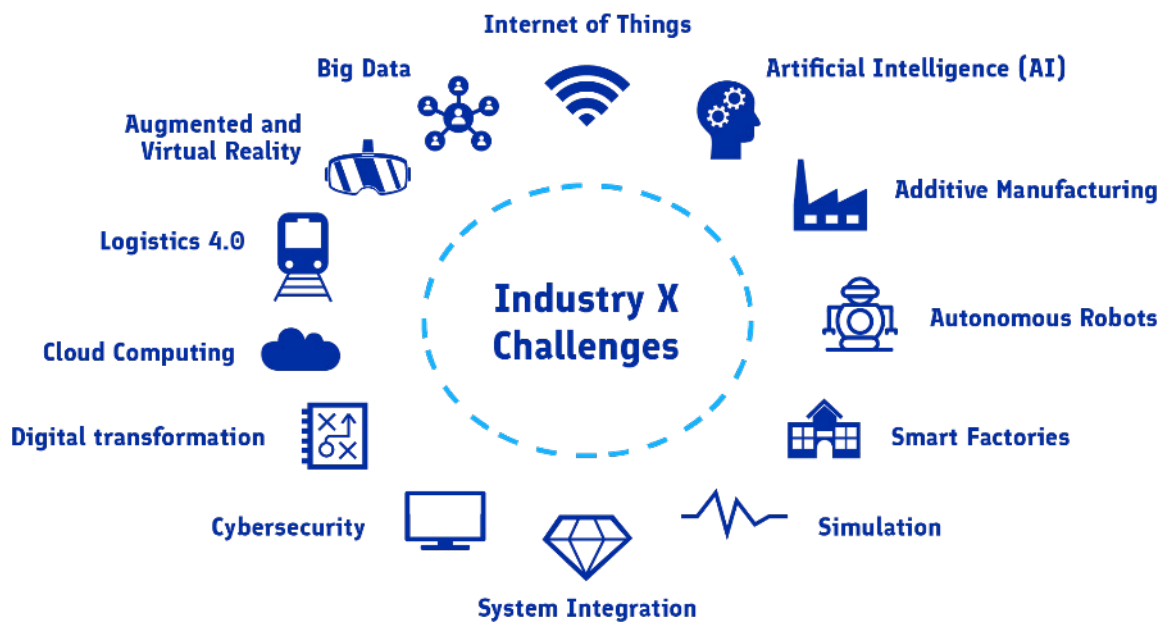 Internet of Things
Big Data
Artificial Intelligence (AI)
Augmented and
Virtual Reality
Additive Manufacturing
Logistics 4.0
Industry X
Challenges
Autonomous Robots
Cloud Computing
Digital transformation
Smart Factories
Cybersecurity
Simulation
System Integration